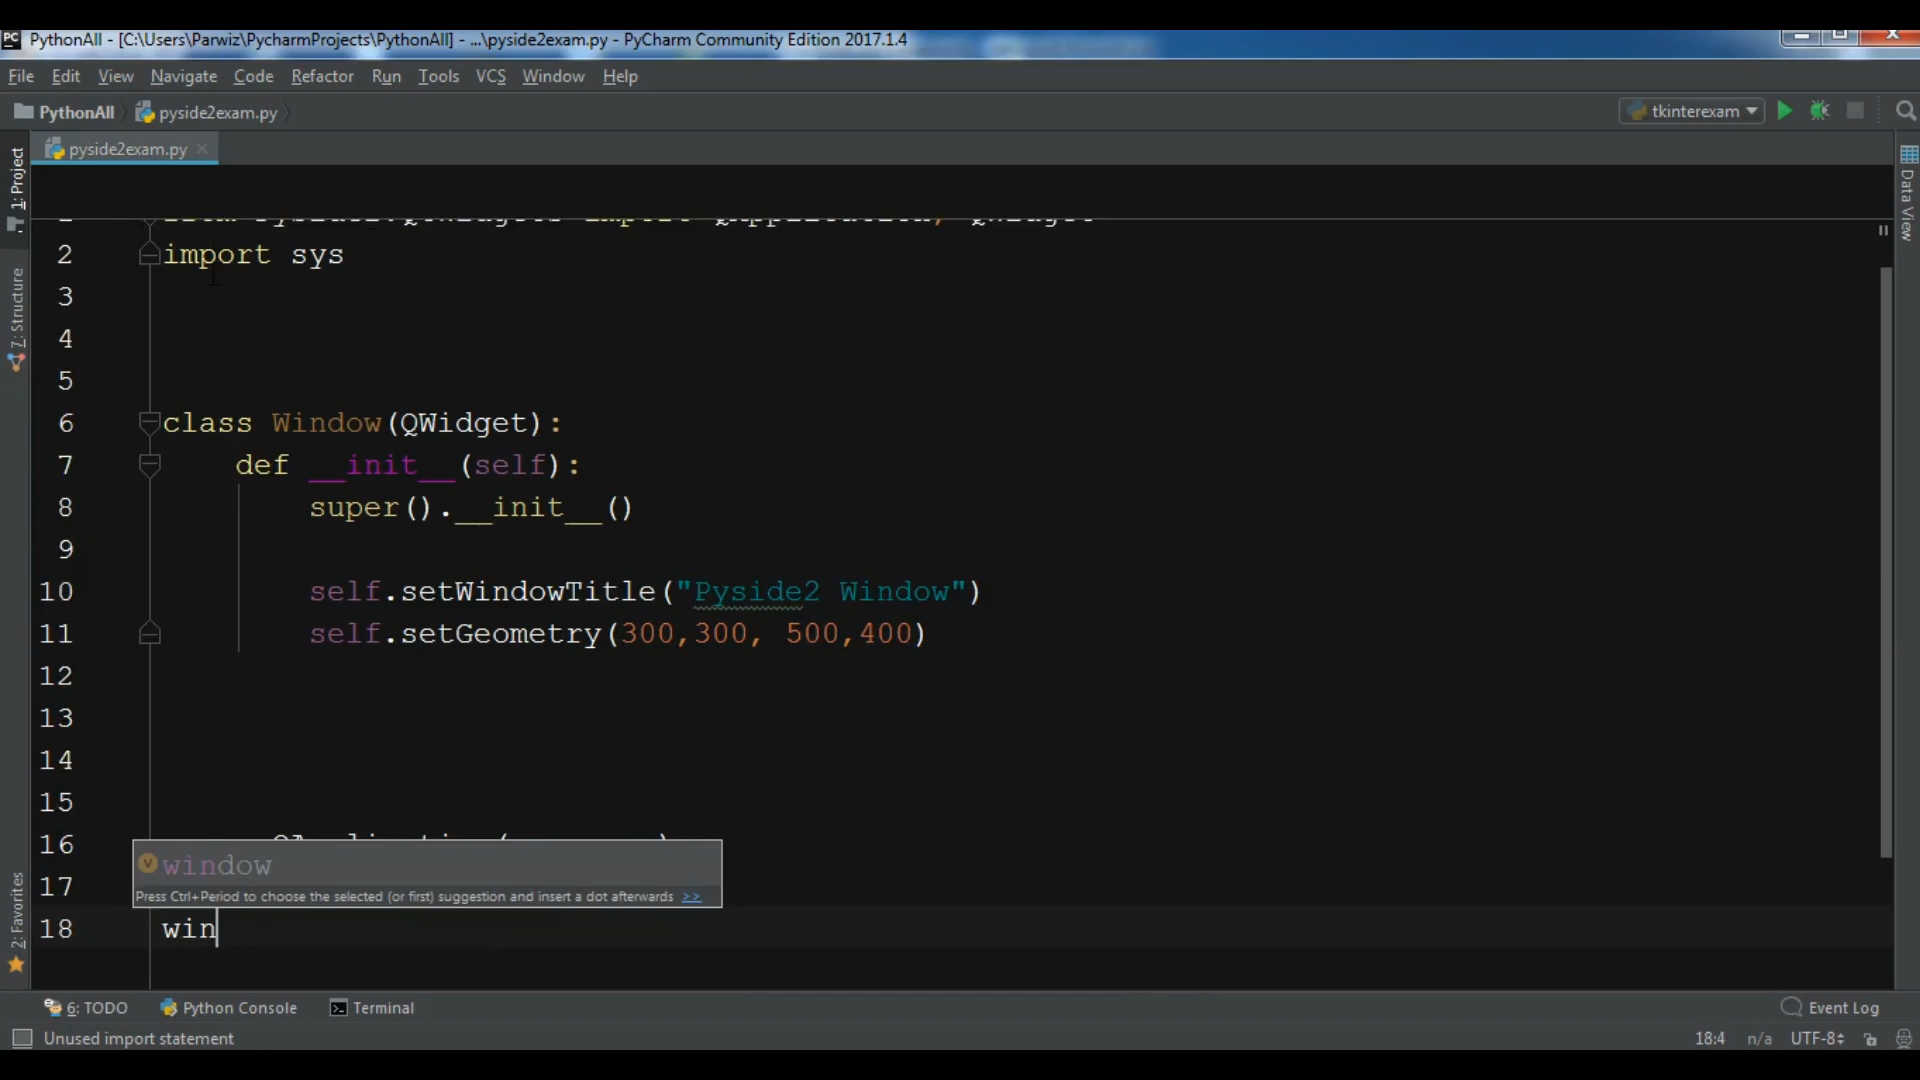 PC PythonAll - [C:\Users\Parwiz\PycharmProjects\PythonAll] - ...\pyside2exam.py - PyCharm Community Edition 2017.1.4
File Edit View Navigate Code Refactor Run Tools VCS Window Help
PythonAll pyside2exam.py tkinterexam
pyside2exam.py
1: Project
7: Structure
2: Favorites
Data View
2 import sys
3
4
5
6 class Window(QWidget):
7 def __init__(self):
8 super().__init__()
9
10 self.setWindowTitle("Pyside2 Window")
11 self.setGeometry(300,300, 500,400)
12
13
14
15
16
V window
Press Ctrl+Period to choose the selected (or first) suggestion and insert a dot afterwards >>
17
18 win
6: TODO Python Console Terminal Event Log
Unused import statement 18:4 n/a UTF-8